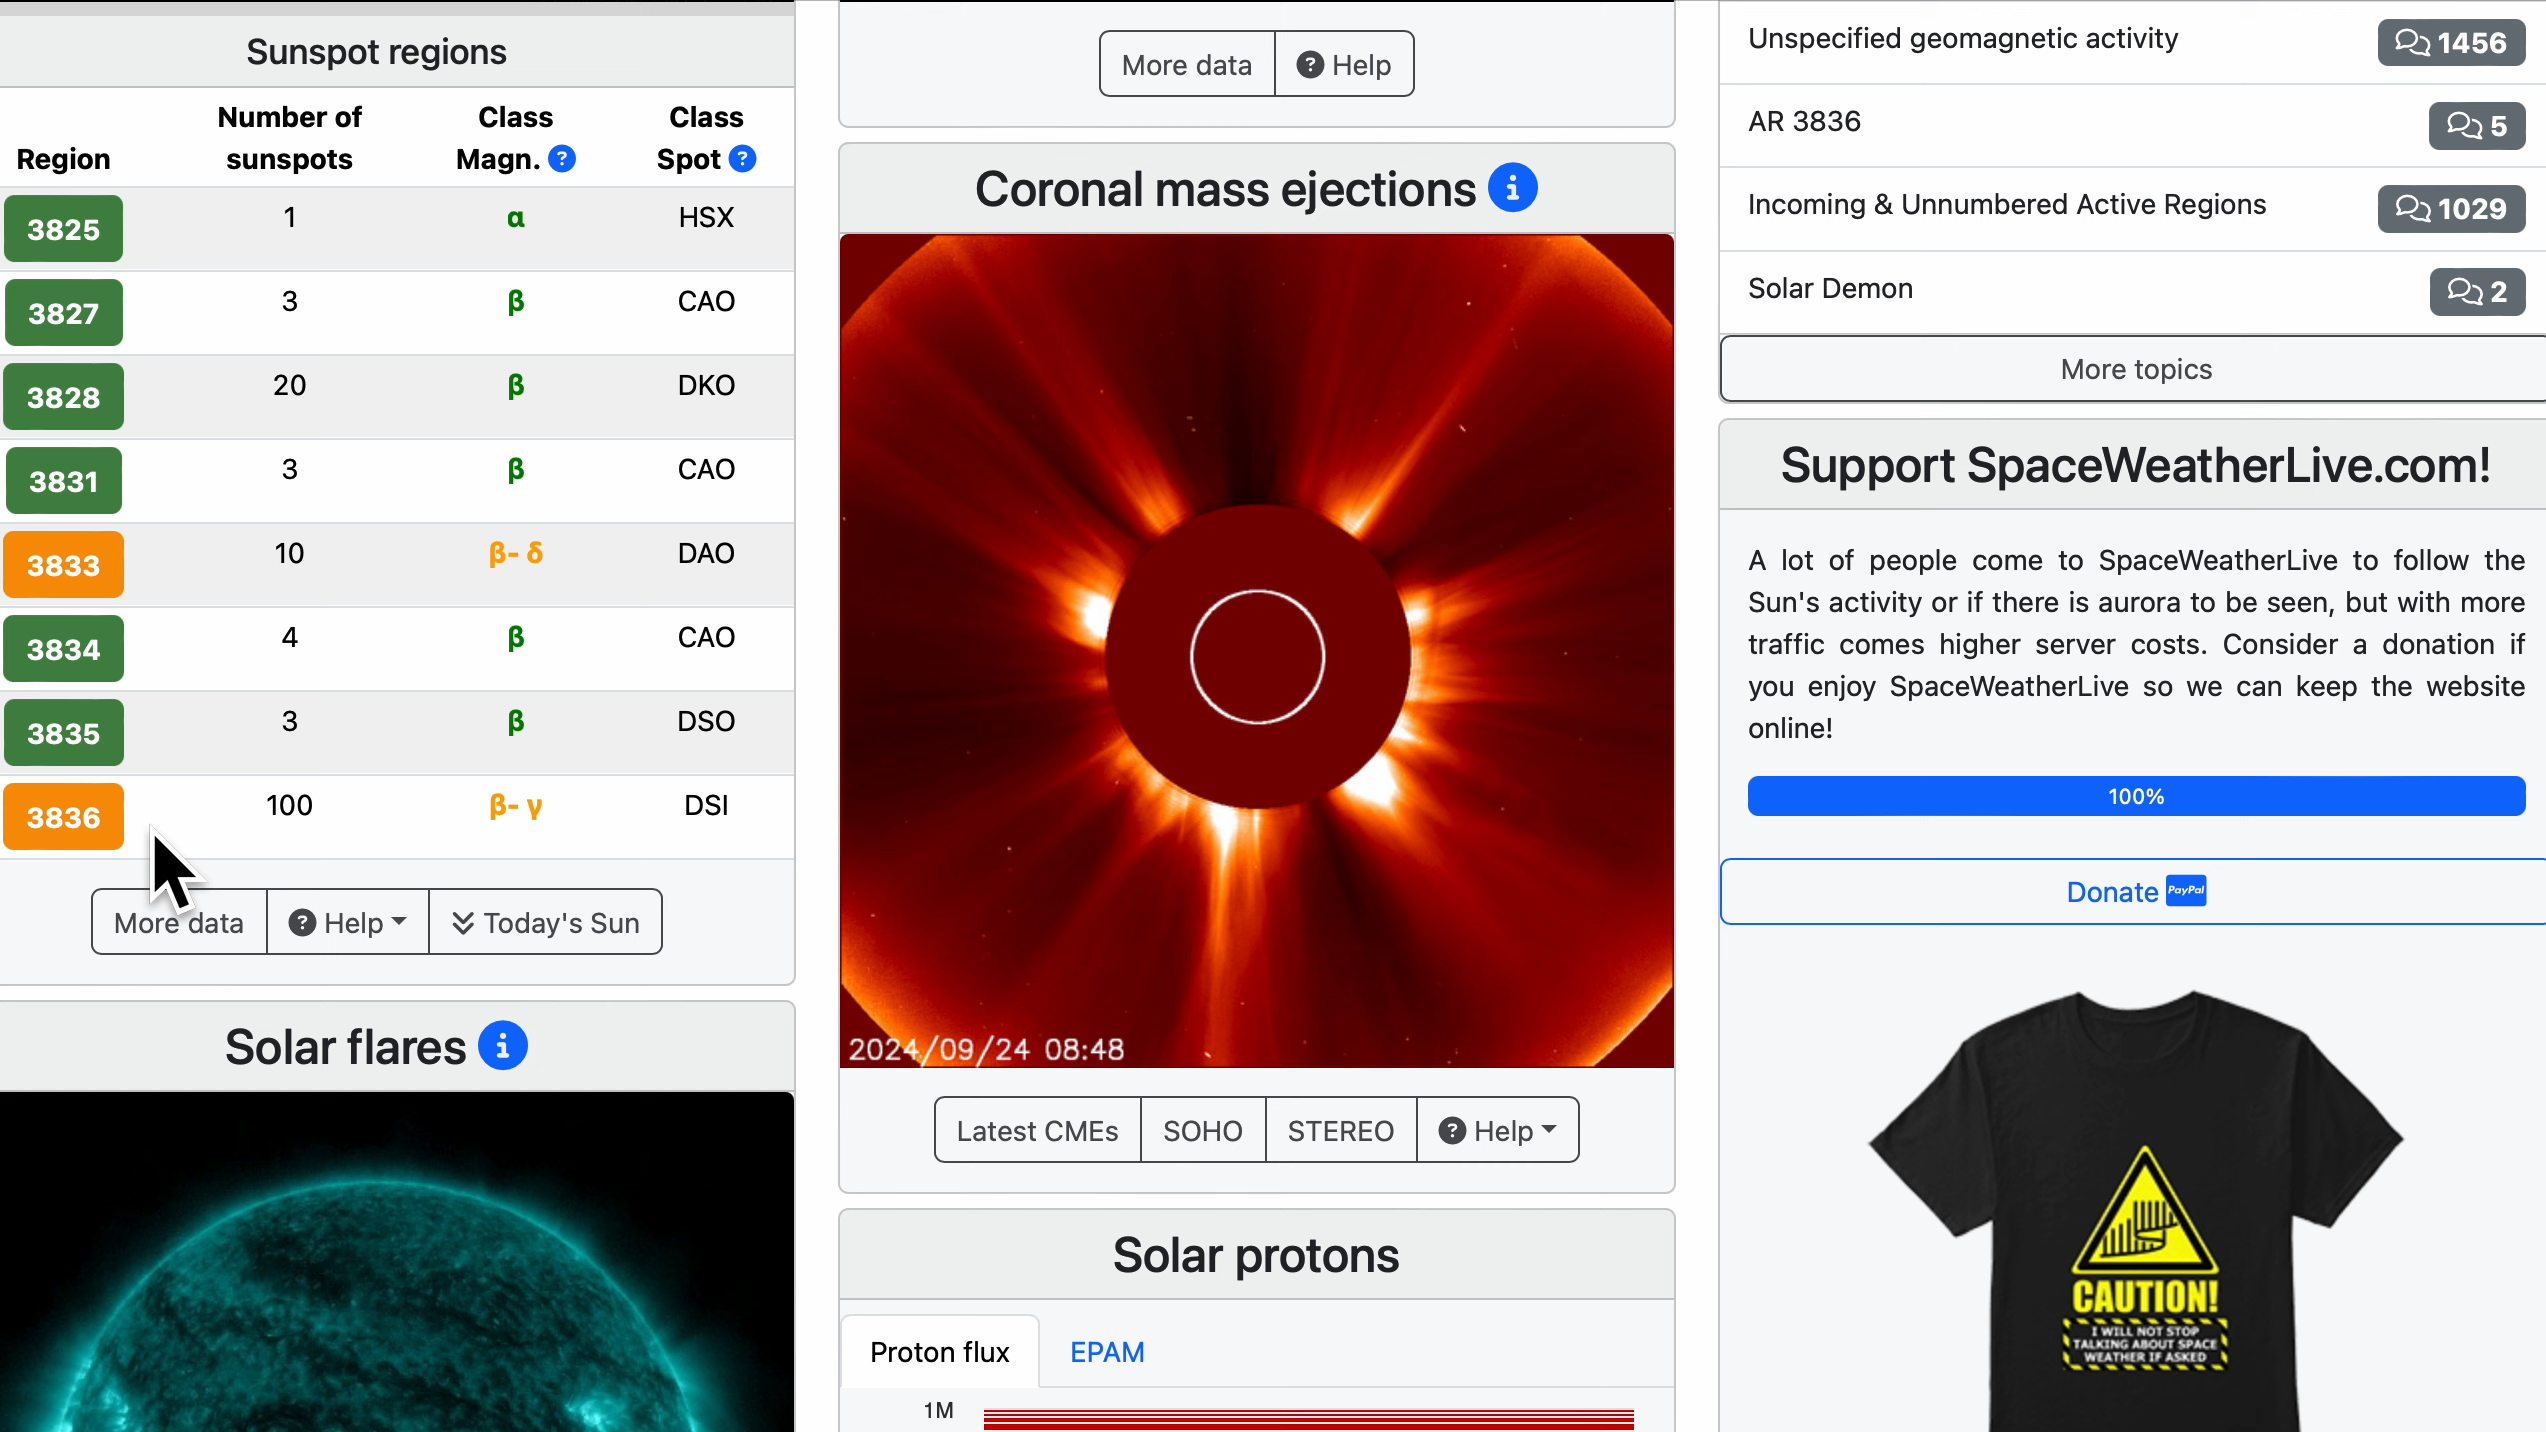 Sunspot regions
Region
Number of sunspots
Class Magn. ?
Class Spot ?
3825 1 α HSX
3827 3 β CAO
3828 20 β DKO
3831 3 β CAO
3833 10 β- δ DAO
3834 4 β CAO
3835 3 β DSO
3836 100 β- γ DSI
More data ? Help Today's Sun
Solar flares i
More data ? Help
Coronal mass ejections i
2024/09/24 08:48
Latest CMEs SOHO STEREO ? Help
Solar protons
Proton flux EPAM
1M
Unspecified geomagnetic activity 1456
AR 3836 5
Incoming & Unnumbered Active Regions 1029
Solar Demon 2
More topics
Support SpaceWeatherLive.com!
A lot of people come to SpaceWeatherLive to follow the
Sun's activity or if there is aurora to be seen, but with more
traffic comes higher server costs. Consider a donation if
you enjoy SpaceWeatherLive so we can keep the website
online!
100%
Donate PayPal
CAUTION!
I WILL NOT STOP
TALKING ABOUT SPACE
WEATHER IF ASKED